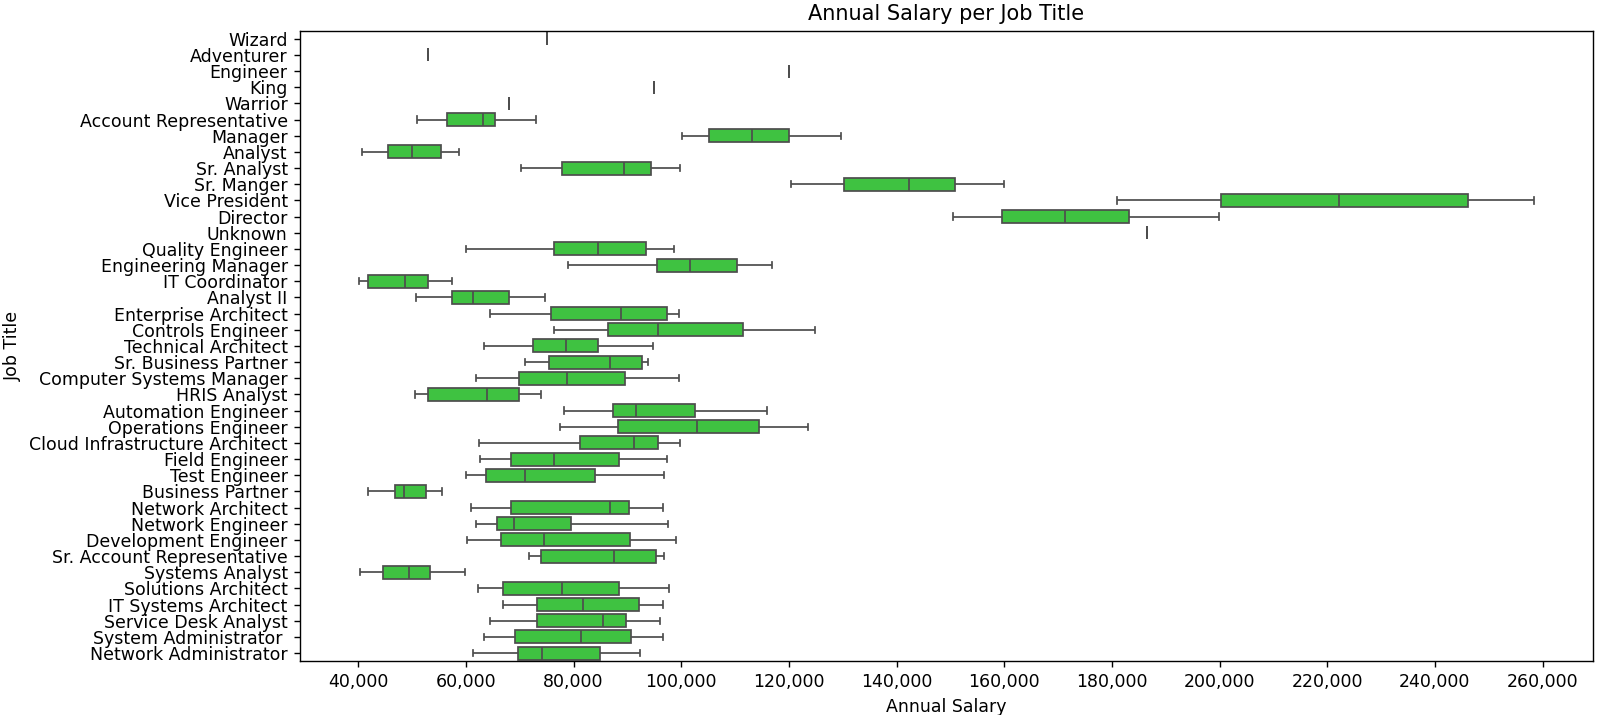 Annual Salary per Job Title
Job Title
Wizard
Adventurer
Engineer
King
Warrior
Account Representative
Manager
Analyst
Sr. Analyst
Sr. Manger
Vice President
Director
Unknown
Quality Engineer
Engineering Manager
IT Coordinator
Analyst II
Enterprise Architect
Controls Engineer
Technical Architect
Sr. Business Partner
Computer Systems Manager
HRIS Analyst
Automation Engineer
Operations Engineer
Cloud Infrastructure Architect
Field Engineer
Test Engineer
Business Partner
Network Architect
Network Engineer
Development Engineer
Sr. Account Representative
Systems Analyst
Solutions Architect
IT Systems Architect
Service Desk Analyst
System Administrator
Network Administrator
40,000 60,000 80,000 100,000 120,000 140,000 160,000 180,000 200,000 220,000 240,000 260,000
Annual Salary